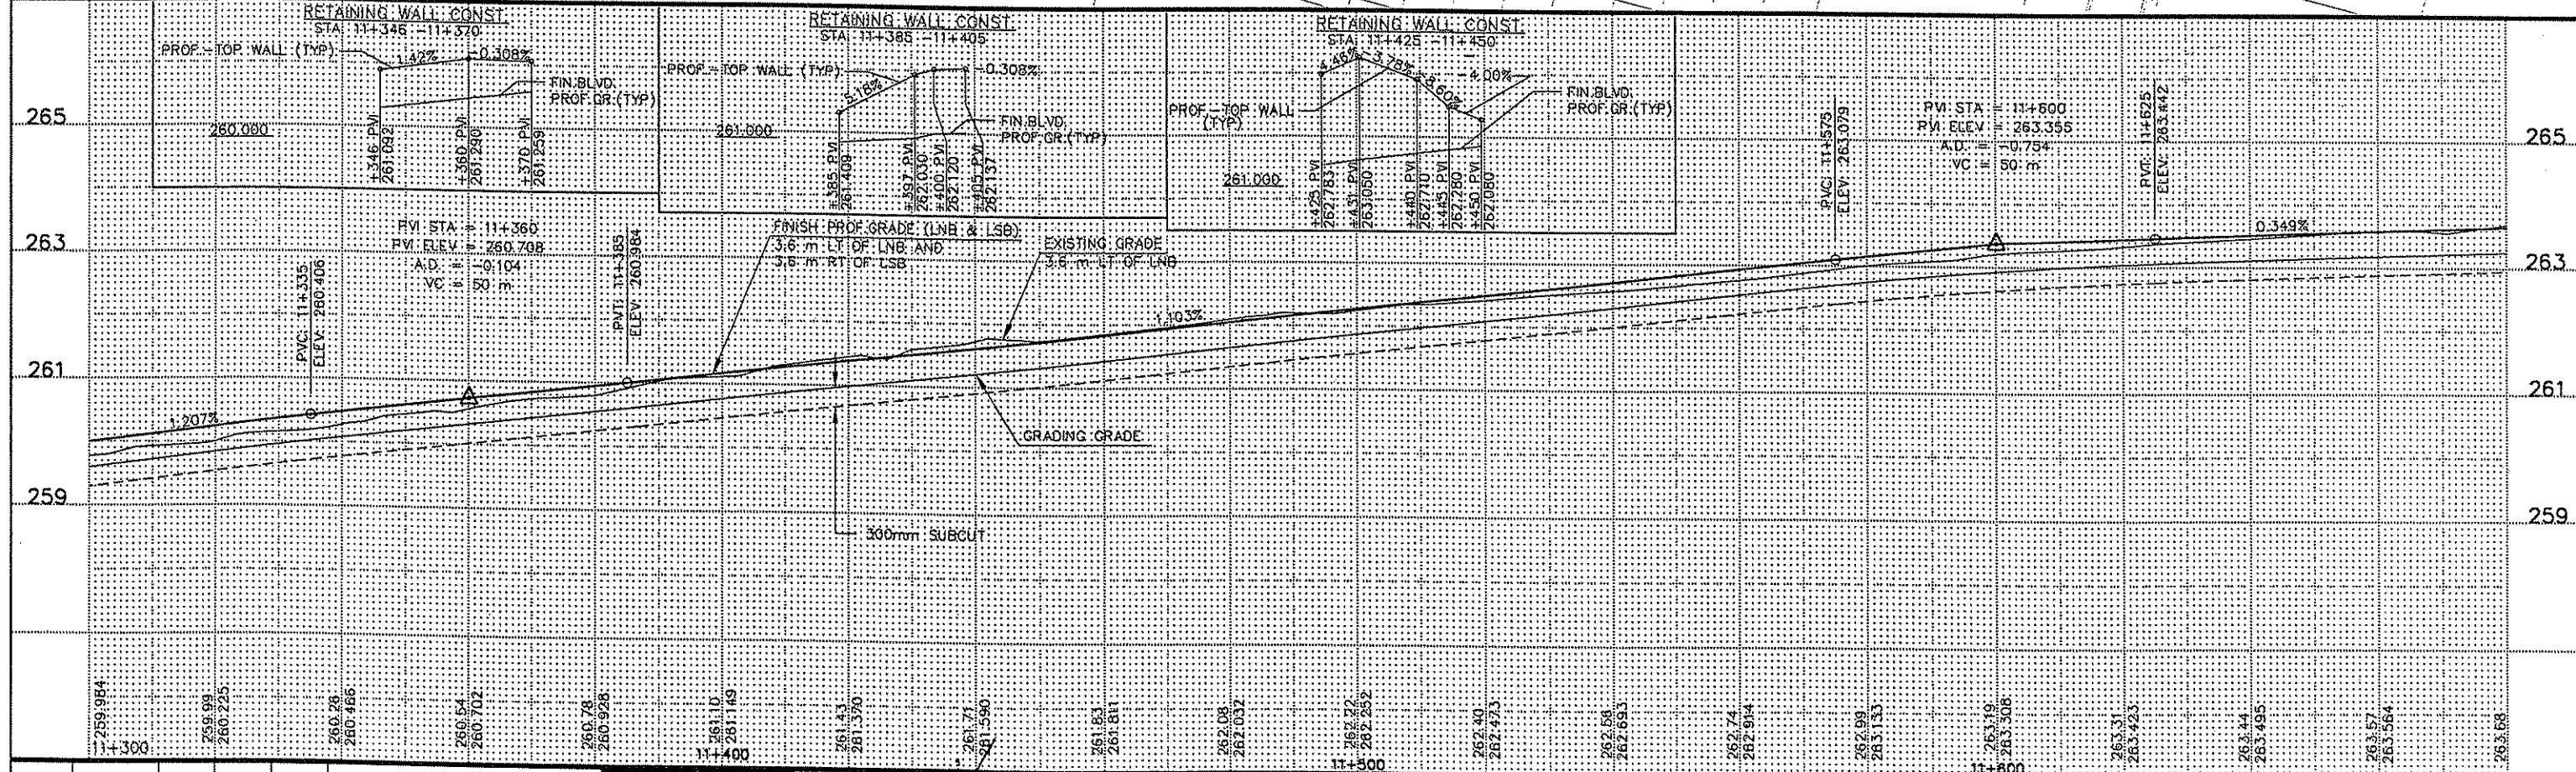 RETAINING WALL CONST.
STA. 11+346 -11+370
PROF.-TOP WALL (TYP)
1.42%
-0.308%
FIN.BLVD.
PROF.GR.(TYP)
260.000
+346 PVI
261.092
+360 PVI
261.290
+370 PVI
261.259
RETAINING WALL CONST.
STA. 11+385 -11+405
PROF.-TOP WALL (TYP)
5.18%
-0.308%
FIN.BLVD.
PROF.GR.(TYP)
261.000
+385 PVI
261.409
+397 PVI
262.030
+400 PVI
262.120
+405 PVI
262.137
RETAINING WALL CONST.
STA. 11+425 -11+450
4.46%
-3.78%
-8.60%
-4.00%
PROF.-TOP WALL
(TYP)
FIN.BLVD.
PROF.GR.(TYP)
261.000
+425 PVI
262.783
+431 PVI
263.050
+440 PVI
262.710
+445 PVI
262.280
+450 PVI
262.080
265
263
261
259
265
263
261
259
PVI STA = 11+360
PVI ELEV = 260.708
A.D. = -0.104
VC = 50 m
PVC: 11+335
ELEV: 260.406
PVT: 11+385
ELEV: 260.984
FINISH PROF.GRADE (LNB & LSB)
3.6 m LT OF LNB AND
3.6 m RT OF LSB
EXISTING GRADE
3.6 m LT OF LNB
PVC: 11+575
ELEV: 263.079
PVI STA = 11+600
PVI ELEV = 263.355
A.D. = -0.754
VC = 50 m
PVT: 11+625
ELEV: 263.442
1.207%
1.103%
0.349%
GRADING GRADE
300mm SUBCUT
259.984
259.99
260.225
260.26
260.466
260.54
260.702
260.78
260.928
261.10
261.149
261.43
261.370
261.71
261.590
261.83
261.811
262.08
262.032
262.22
262.252
262.40
262.473
262.58
262.693
262.74
262.914
262.99
263.133
263.19
263.308
263.31
263.423
263.44
263.495
263.57
263.564
263.68
11+300
11+400
11+500
11+600